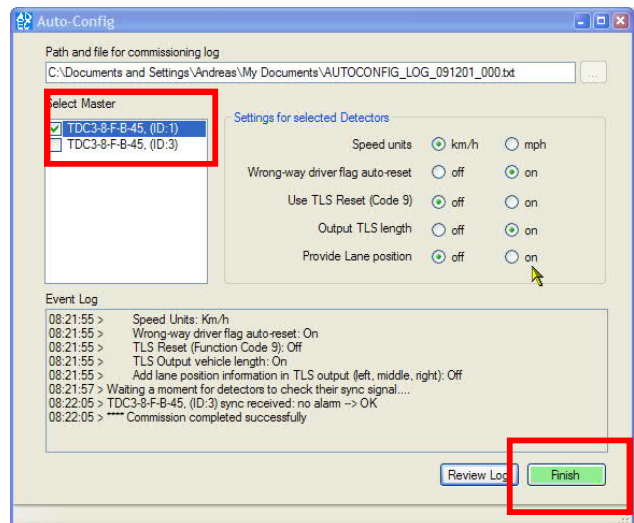 Auto-Config
Path and file for commissioning log
C:\Documents and Settings\Andreas\My Documents\AUTOCONFIG_LOG_091201_000.txt
...
Select Master
TDC3-8-F-B-45, (ID:1)
TDC3-8-F-B-45, (ID:3)
Settings for selected Detectors
Speed units km/h mph
Wrong-way driver flag auto-reset off on
Use TLS Reset (Code 9) off on
Output TLS length off on
Provide Lane position off on
Event Log
08:21:55 > Speed Units: Km/h
08:21:55 > Wrong-way driver flag auto-reset: On
08:21:55 > TLS Reset (Function Code 9): Off
08:21:55 > TLS Output vehicle length: On
08:21:55 > Add lane position information in TLS output (left, middle, right): Off
08:21:57 > Waiting a moment for detectors to check their sync signal....
08:22:05 > TDC3-8-F-B-45, (ID:3) sync received: no alarm --> OK
08:22:05 > **** Commission completed successfully
Review Log Finish